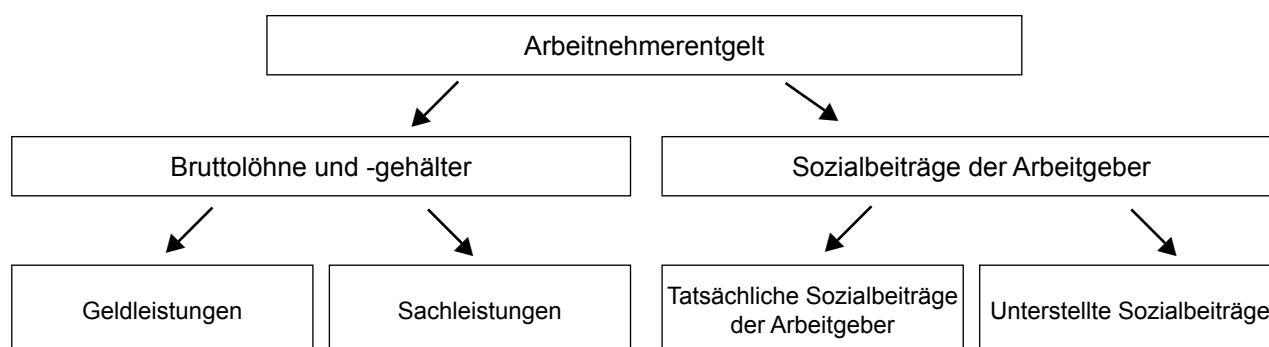 Arbeitnehmerentgelt
Bruttolöhne und -gehälter
Sozialbeiträge der Arbeitgeber
Geldleistungen
Sachleistungen
Tatsächliche Sozialbeiträge
der Arbeitgeber
Unterstellte Sozialbeiträge